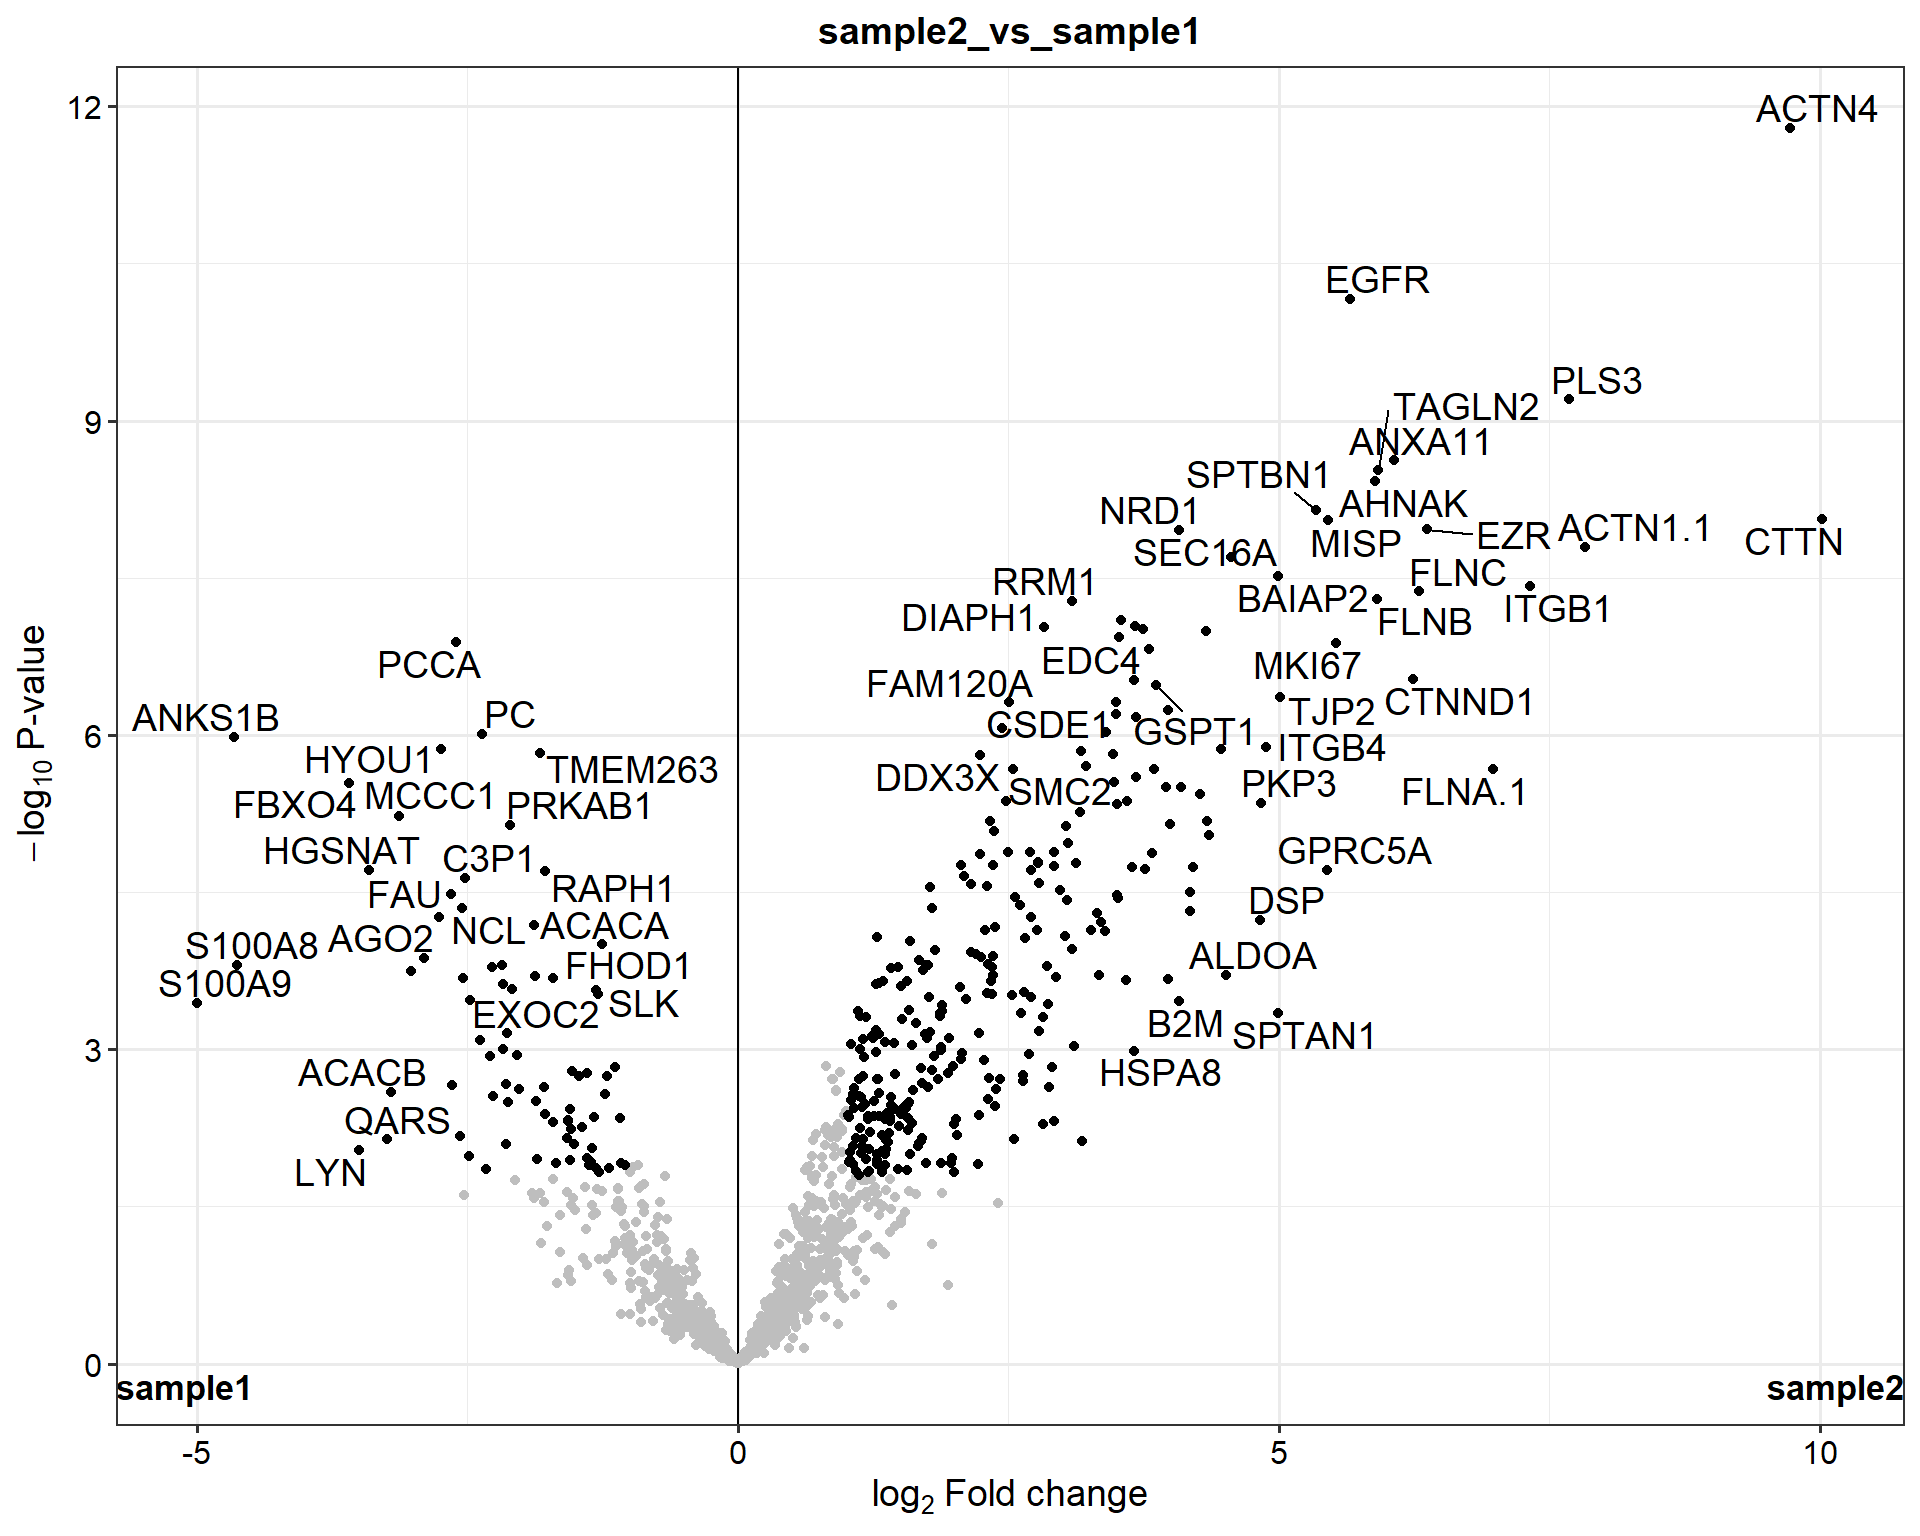 sample2_vs_sample1
12
ACTN4
EGFR
PLS3
9
TAGLN2
ANXA11
SPTBN1
AHNAK
NRD1
ACTN1.1
EZR
CTTN
MISP
SEC16A
FLNC
RRM1
BAIAP2
ITGB1
DIAPH1
FLNB
EDC4
MKI67
PCCA
FAM120A
CTNND1
TJP2
ANKS1B
PC
CSDE1
GSPT1
6
ITGB4
HYOU1
TMEM263
DDX3X
SMC2
PKP3
FLNA.1
FBXO4
MCCC1
PRKAB1
HGSNAT
C3P1
GPRC5A
FAU
RAPH1
DSP
NCL
ACACA
S100A8
AGO2
ALDOA
FHOD1
S100A9
SLK
EXOC2
B2M
SPTAN1
3
ACACB
HSPA8
QARS
LYN
0
sample1
sample2
-5
0
5
10
log2 Fold change
−log10 P-value